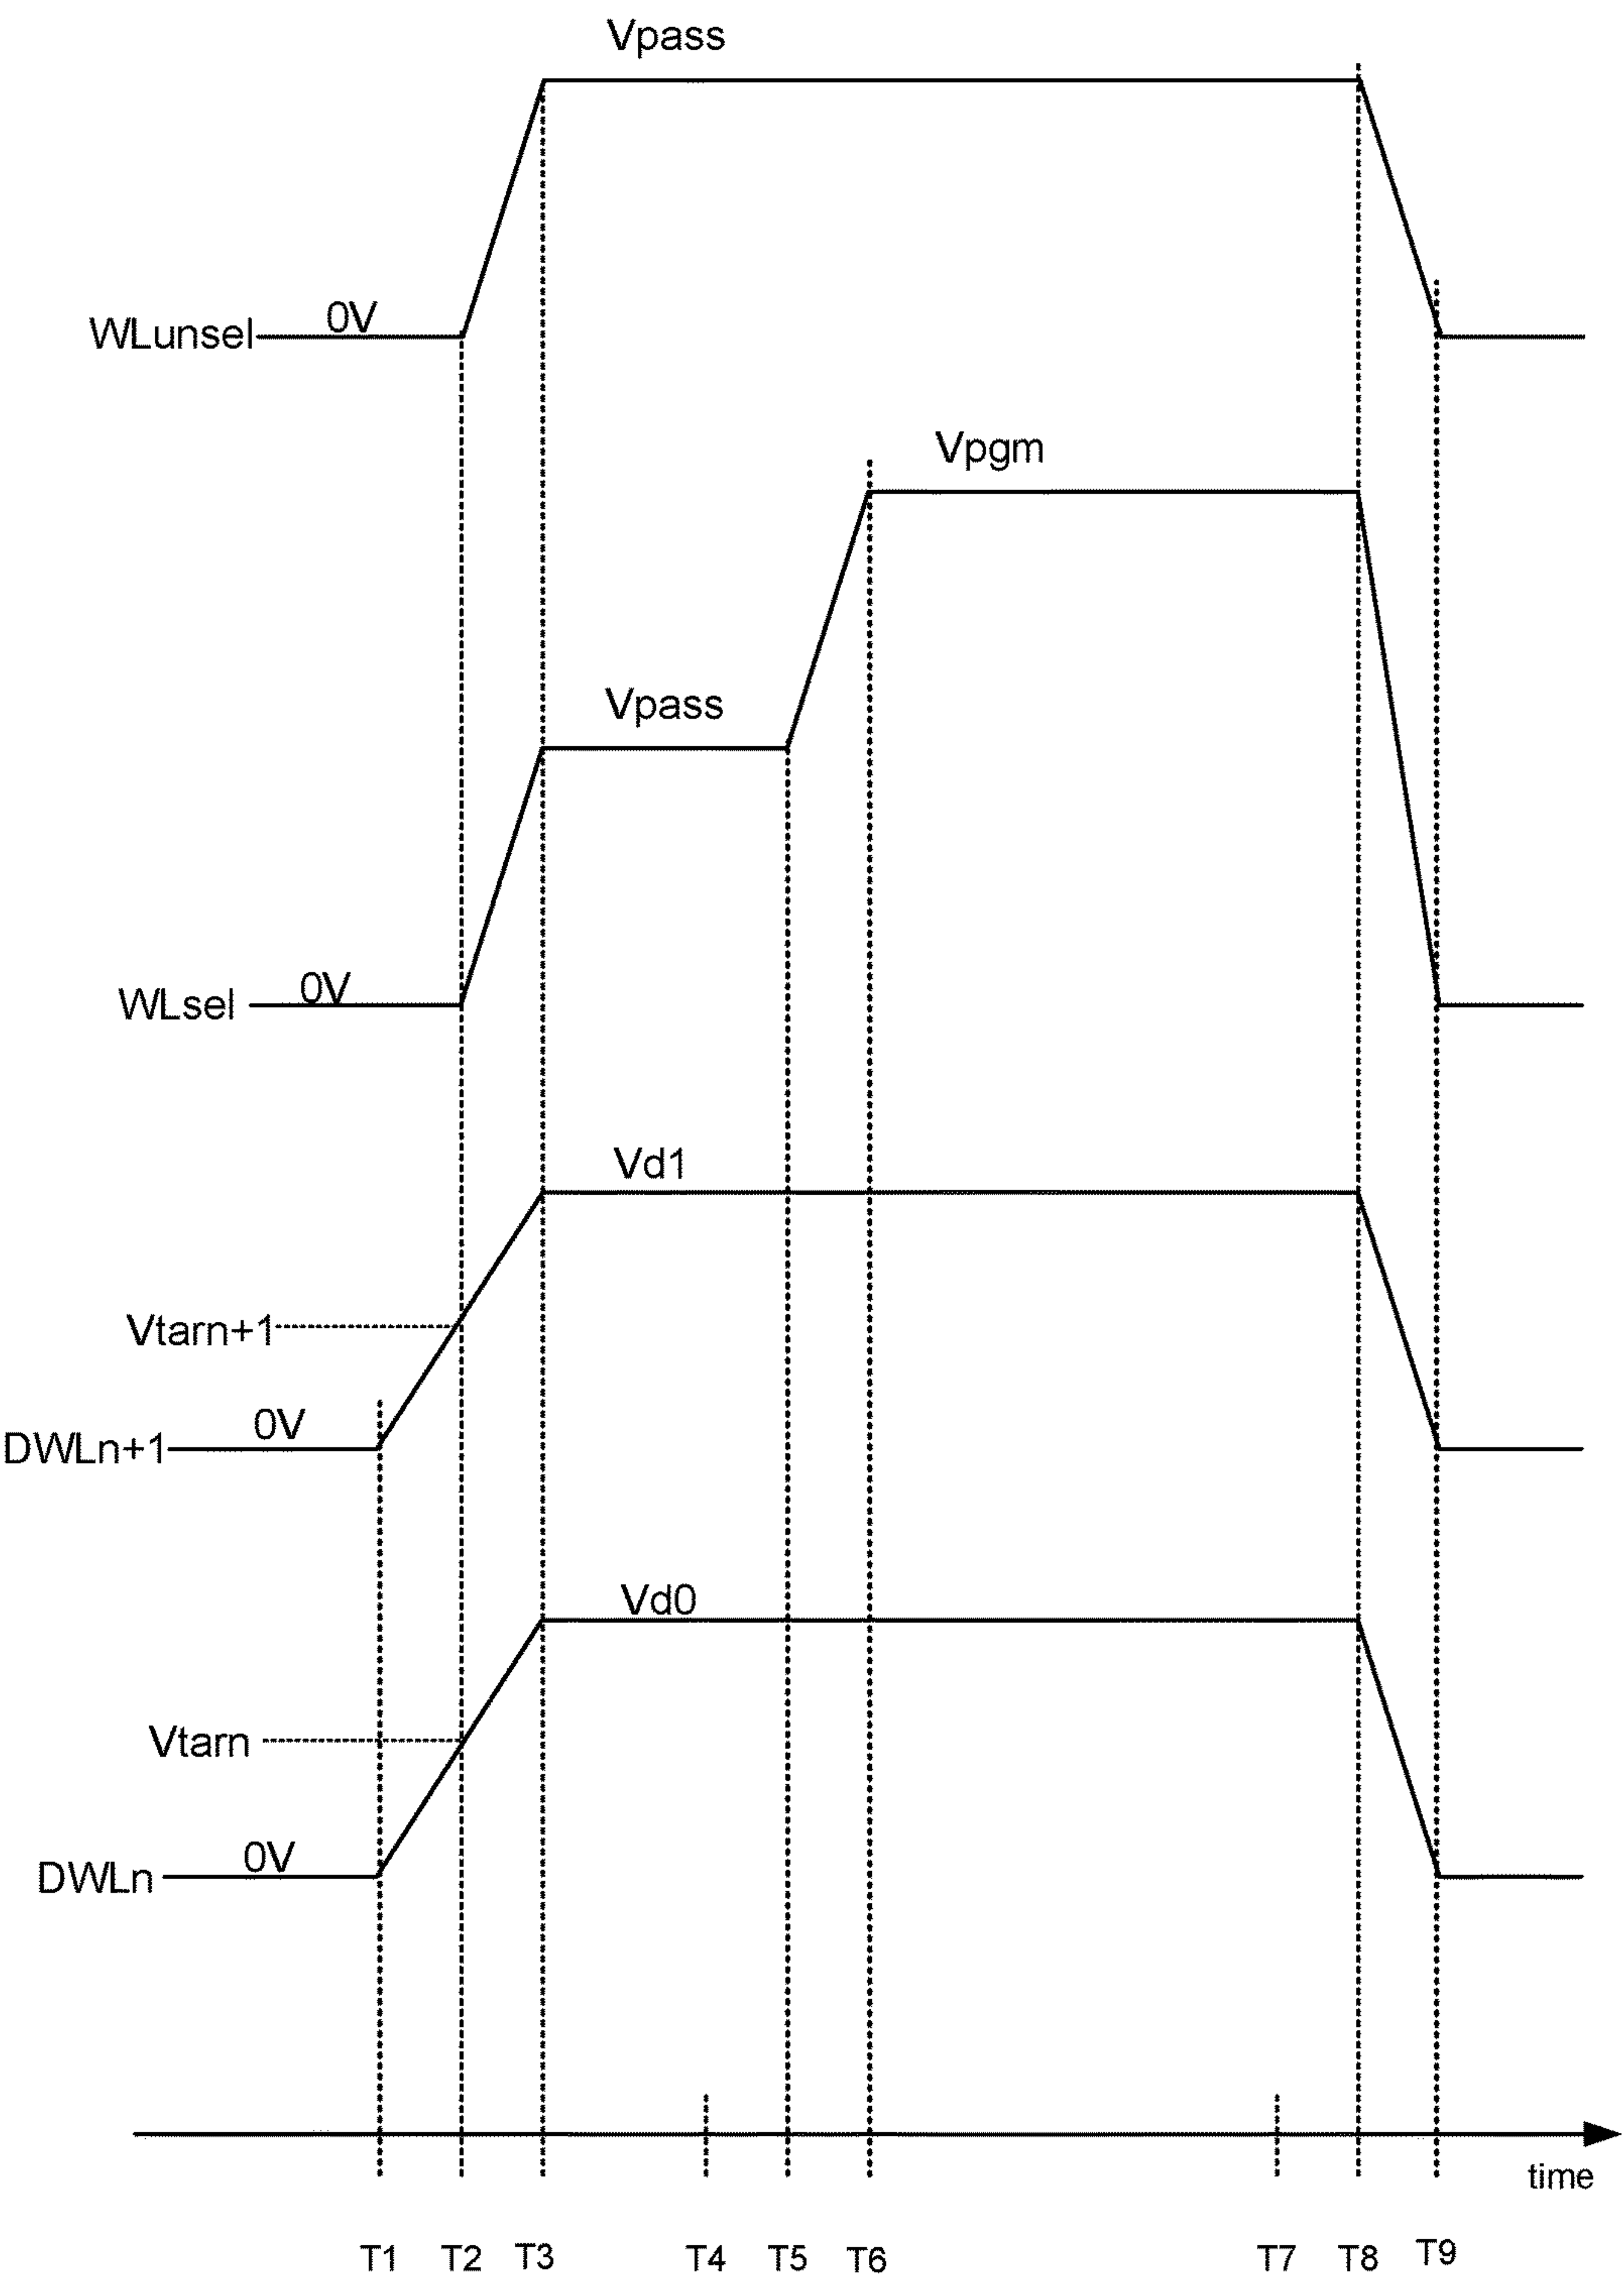 Vpass
WLunsel
0V
Vpgm
Vpass
WLsel
0V
Vd1
Vtarn+1
DWLn+1
0V
Vd0
Vtarn
DWLn
0V
time
T1 T2 T3 T4 T5 T6 T7 T8 T9